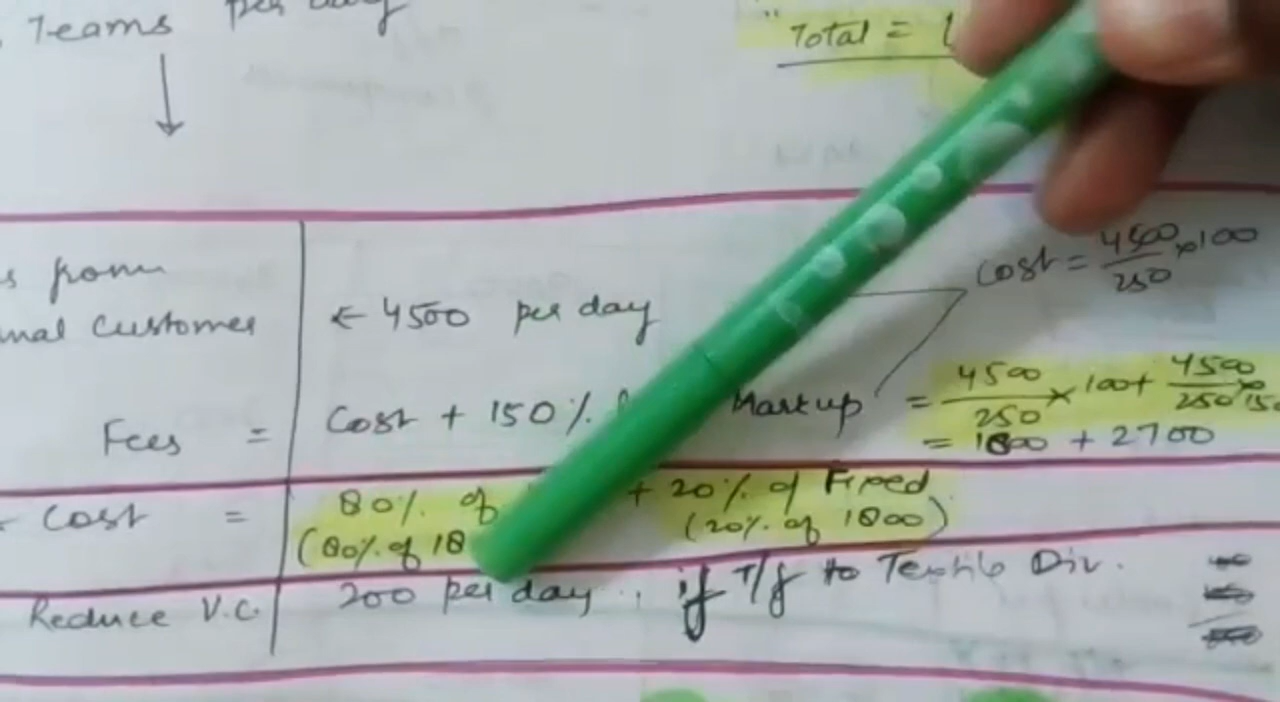 Teams per day
"Total =
s from
nal Customer
← 4500 per day
Cost = 4500/250 × 100
Fees = Cost + 150% Markup = 4500/250 × 100 + 4500/250 ×
= 1800 + 2700
Cost = 80% of + 20% of Fixed
(80% of 18 (20% of 1800)
Reduce V.C. 200 per day, if T/f to Textile Div.